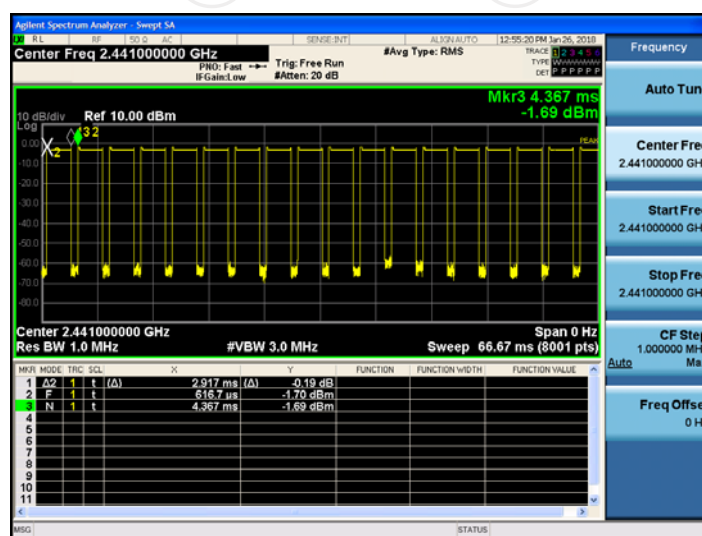 Agilent Spectrum Analyzer - Swept SA
RL RF 50 Ω AC SENSE:INT ALIGNAUTO 12:55:20 PM Jan 26, 2018
Center Freq 2.441000000 GHz #Avg Type: RMS TRACE 1 2 3 4 5 6
PNO: Fast Trig: Free Run TYPE W
IFGain:Low #Atten: 20 dB DET P P P P P P
Mkr3 4.367 ms
-1.69 dBm
10 dB/div Ref 10.00 dBm
Log
0.00
-10.0
-20.0
-30.0
-40.0
-50.0
-60.0
-70.0
-80.0
X2 3 2
PEAK
Center 2.441000000 GHz Span 0 Hz
Res BW 1.0 MHz #VBW 3.0 MHz Sweep 66.67 ms (8001 pts)
MKR MODE TRC SCL X Y FUNCTION FUNCTION WIDTH FUNCTION VALUE
1 Δ2 1 t (Δ) 2.917 ms (Δ) -0.19 dB
2 F 1 t 616.7 µs -1.70 dBm
3 N 1 t 4.367 ms -1.69 dBm
4
5
6
7
8
9
10
11
MSG STATUS
Frequency
Auto Tun
Center Fre
2.441000000 GH
Start Fre
2.441000000 GH
Stop Fre
2.441000000 GH
CF Step
1.000000 MH
Auto Ma
Freq Offse
0 H